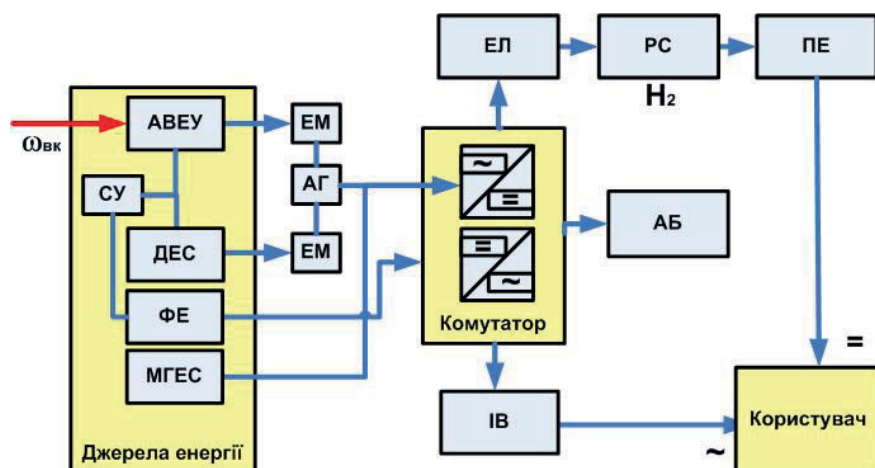 ЕЛ
РС
ПЕ
H₂
ωвк
АВЕУ
ЕМ
СУ
АГ
ДЕС
ЕМ
ФЕ
МГЕС
Джерела енергії
~
=
=
~
Комутатор
АБ
ІВ
=
~
Користувач